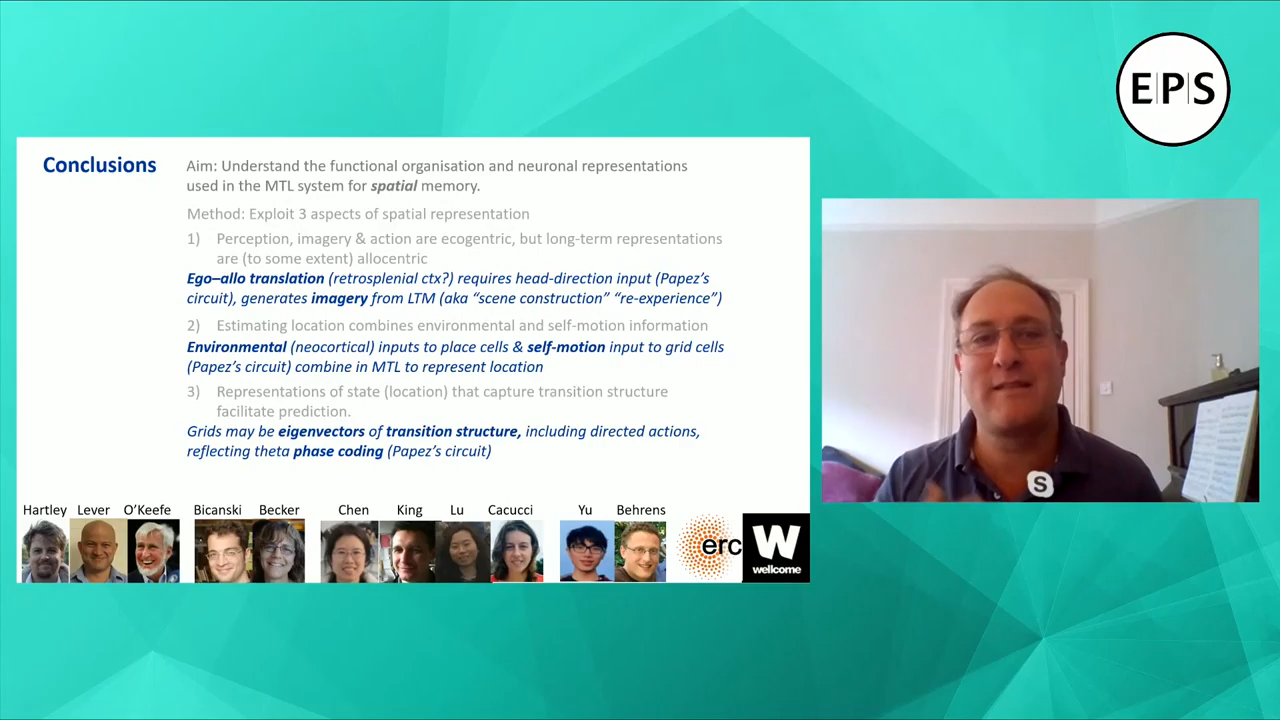 E|P|S
Conclusions
Aim: Understand the functional organisation and neuronal representations
used in the MTL system for spatial memory.
Method: Exploit 3 aspects of spatial representation
1) Perception, imagery & action are ecogentric, but long-term representations
are (to some extent) allocentric
Ego–allo translation (retrosplenial ctx?) requires head-direction input (Papez’s
circuit), generates imagery from LTM (aka “scene construction” “re-experience”)
2) Estimating location combines environmental and self-motion information
Environmental (neocortical) inputs to place cells & self-motion input to grid cells
(Papez’s circuit) combine in MTL to represent location
3) Representations of state (location) that capture transition structure
facilitate prediction.
Grids may be eigenvectors of transition structure, including directed actions,
reflecting theta phase coding (Papez’s circuit)
Hartley Lever O’Keefe Bicanski Becker Chen King Lu Cacucci Yu Behrens
erc
W
wellcome
S